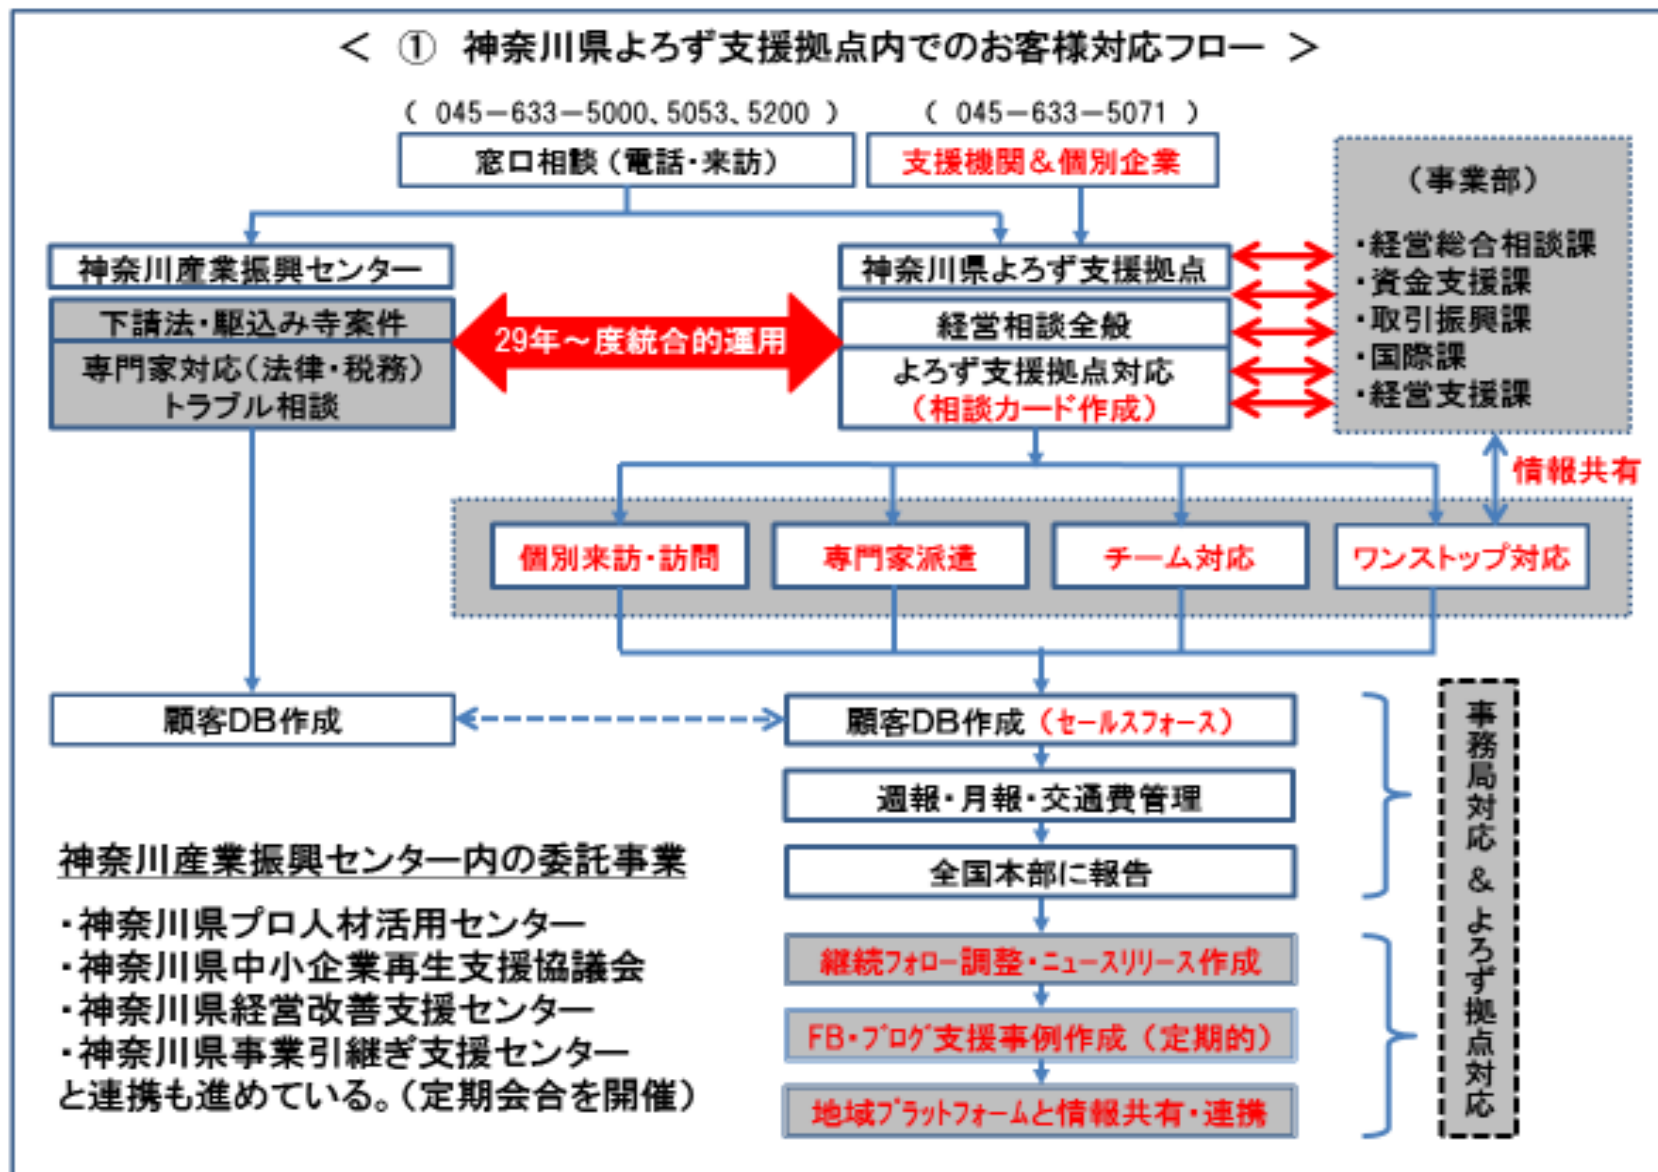 ＜ ① 神奈川県よろず支援拠点内でのお客様対応フロー ＞
（ 045－633－5000、5053、5200 ）
（ 045－633－5071 ）
窓口相談（電話・来訪）
支援機関＆個別企業
（事業部）
・経営総合相談課
・資金支援課
・取引振興課
・国際課
・経営支援課
神奈川産業振興センター
下請法・駆込み寺案件
専門家対応（法律・税務）
トラブル相談
29年～度統合的運用
神奈川県よろず支援拠点
経営相談全般
よろず支援拠点対応
（相談カード作成）
情報共有
個別来訪・訪問
専門家派遣
チーム対応
ワンストップ対応
顧客DB作成
顧客DB作成（セールスフォース）
週報・月報・交通費管理
全国本部に報告
継続フォロー調整・ニュースリリース作成
FB・ブログ支援事例作成（定期的）
地域プラットフォームと情報共有・連携
事務局対応 ＆ よろず拠点対応
神奈川産業振興センター内の委託事業
・神奈川県プロ人材活用センター
・神奈川県中小企業再生支援協議会
・神奈川県経営改善支援センター
・神奈川県事業引継ぎ支援センター
と連携も進めている。（定期会合を開催）